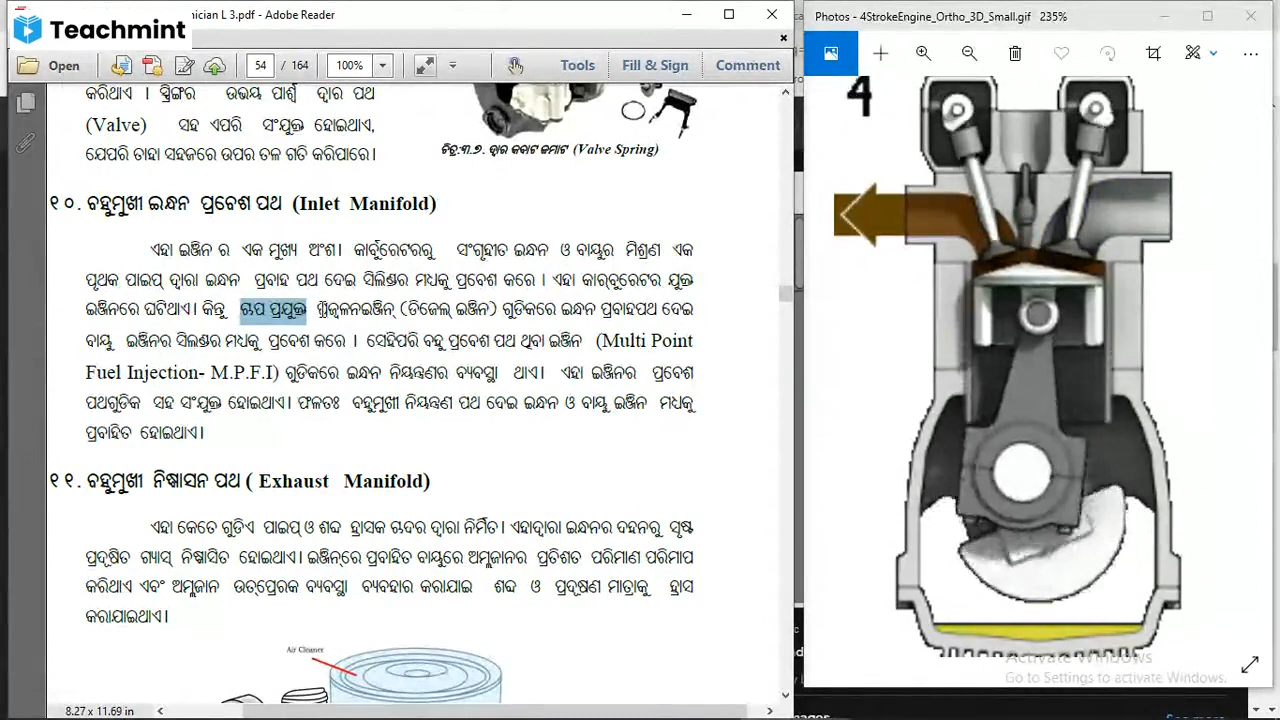 Teachmint
nician L 3.pdf - Adobe Reader
Open
54 / 164
100%
Tools
Fill & Sign
Comment
କରିଥାଏ । ସ୍ପ୍ରିଙ୍ଗର ଉଭୟ ପାର୍ଶ୍ଵ ଦ୍ଵାର ପଥ
(Valve) ସହ ଏପରି ସଂଯୁକ୍ତ ହୋଇଥାଏ,
ଯେପରି ତାହା ସହଜରେ ଉପର ତଳ ଗତି କରିପାରେ।
ଚିତ୍ର:୩.୭. ଦ୍ଵାର କବାଟ ଜମାଟ (Valve Spring)
୧୦. ବହୁମୁଖୀ ଇନ୍ଧନ ପ୍ରବେଶ ପଥ (Inlet Manifold)
ଏହା ଇଞ୍ଜିନ ର ଏକ ମୁଖ୍ୟ ଅଂଶ। କାର୍ବୁରେଟରରୁ ସଂଗୃହୀତ ଇନ୍ଧନ ଓ ବାୟୁର ମିଶ୍ରଣ ଏକ
ପୃଥକ ପାଇପ୍ ଦ୍ଵାରା ଇନ୍ଧନ ପ୍ରବାହ ପଥ ଦେଇ ସିଲିଣ୍ଡର ମଧ୍ୟକୁ ପ୍ରବେଶ କରେ । ଏହା କାର୍‌ବୁରେଟର ଯୁକ୍ତ
ଇଞ୍ଜିନରେ ଘଟିଥାଏ। କିନ୍ତୁ ଚାପ ପ୍ରଯୁକ୍ତ (ଡିଜେଲ୍ ଇଞ୍ଜିନ) ଗୁଡିକରେ ଇନ୍ଧନ ପ୍ରବାହପଥ ଦେଇ
ବାୟୁ ଇଞ୍ଜିନର ସିଲଣ୍ଡର ମଧ୍ୟକୁ ପ୍ରବେଶ କରେ । ସେହିପରି ବହୁ ପ୍ରବେଶ ପଥ ଥିବା ଇଞ୍ଜିନ (Multi Point
Fuel Injection- M.P.F.I) ଗୁଡିକରେ ଇନ୍ଧନ ନିୟନ୍ତ୍ରଣର ବ୍ୟବସ୍ଥା ଥାଏ। ଏହା ଇଞ୍ଜିନର ପ୍ରବେଶ
ପଥଗୁଡିକ ସହ ସଂଯୁକ୍ତ ହୋଇଥାଏ। ଫଳତଃ ବହୁମୁଖୀ ନିୟନ୍ତ୍ରଣ ପଥ ଦେଇ ଇନ୍ଧନ ଓ ବାୟୁ ଇଞ୍ଜିନ ମଧ୍ୟକୁ
ପ୍ରବାହିତ ହୋଇଥାଏ।
୧୧. ବହୁମୁଖୀ ନିଷ୍କାସନ ପଥ ( Exhaust Manifold)
ଏହା କେତେ ଗୁଡିଏ ପାଇପ୍ ଓ ଶବ୍ଦ ହ୍ରାସକ ଚାଦର ଦ୍ଵାରା ନିର୍ମିତ। ଏହାଦ୍ଵାରା ଇନ୍ଧନର ଦହନରୁ ସୃଷ୍ଟ
ପ୍ରଦୂଷିତ ଗ୍ୟାସ୍ ନିଷ୍କାସିତ ହୋଇଥାଏ। ଇଞ୍ଜିନ୍‌ରେ ପ୍ରବାହିତ ବାୟୁରେ ଅମ୍ଳଜାନର ପ୍ରତିଶତ ପରିମାଣ ପରିମାପ
କରିଥାଏ ଏବଂ ଅମ୍ଳଜାନ ଉତ୍‌ପ୍ରେରକ ବ୍ୟବସ୍ଥା ବ୍ୟବହାର କରାଯାଇ ଶବ୍ଦ ଓ ପ୍ରଦୂଷଣ ମାତ୍ରାକୁ ହ୍ରାସ
କରାଯାଇଥାଏ।
Air Cleaner
8.27 x 11.69 in
Photos - 4StrokeEngine_Ortho_3D_Small.gif 235%
4
Activate Windows
Go to Settings to activate Windows.